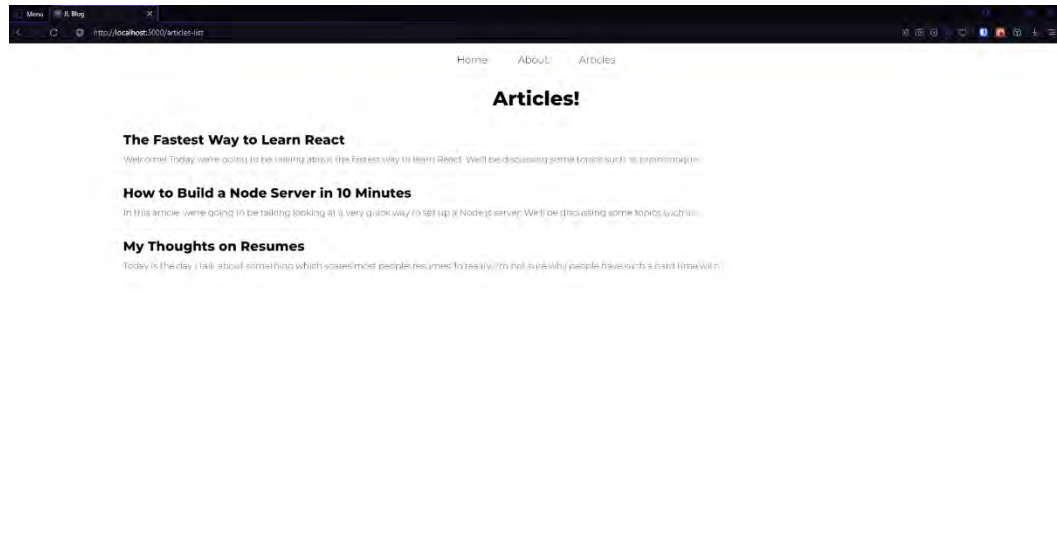 Menu JL Blog
http://localhost:3000/articles-list
Home About Articles
Articles!
The Fastest Way to Learn React
Welcome! Today we're going to be talking about the fastest way to learn React. We'll be discussing some topics such as
How to Build a Node Server in 10 Minutes
In this article, we're going to be talking looking at a very quick way to set up a Node.js server. We'll be discussing some topics such as
My Thoughts on Resumes
Today is the day I talk about something which scares most people: resumes. In reality, I'm not sure why people have such a hard time with